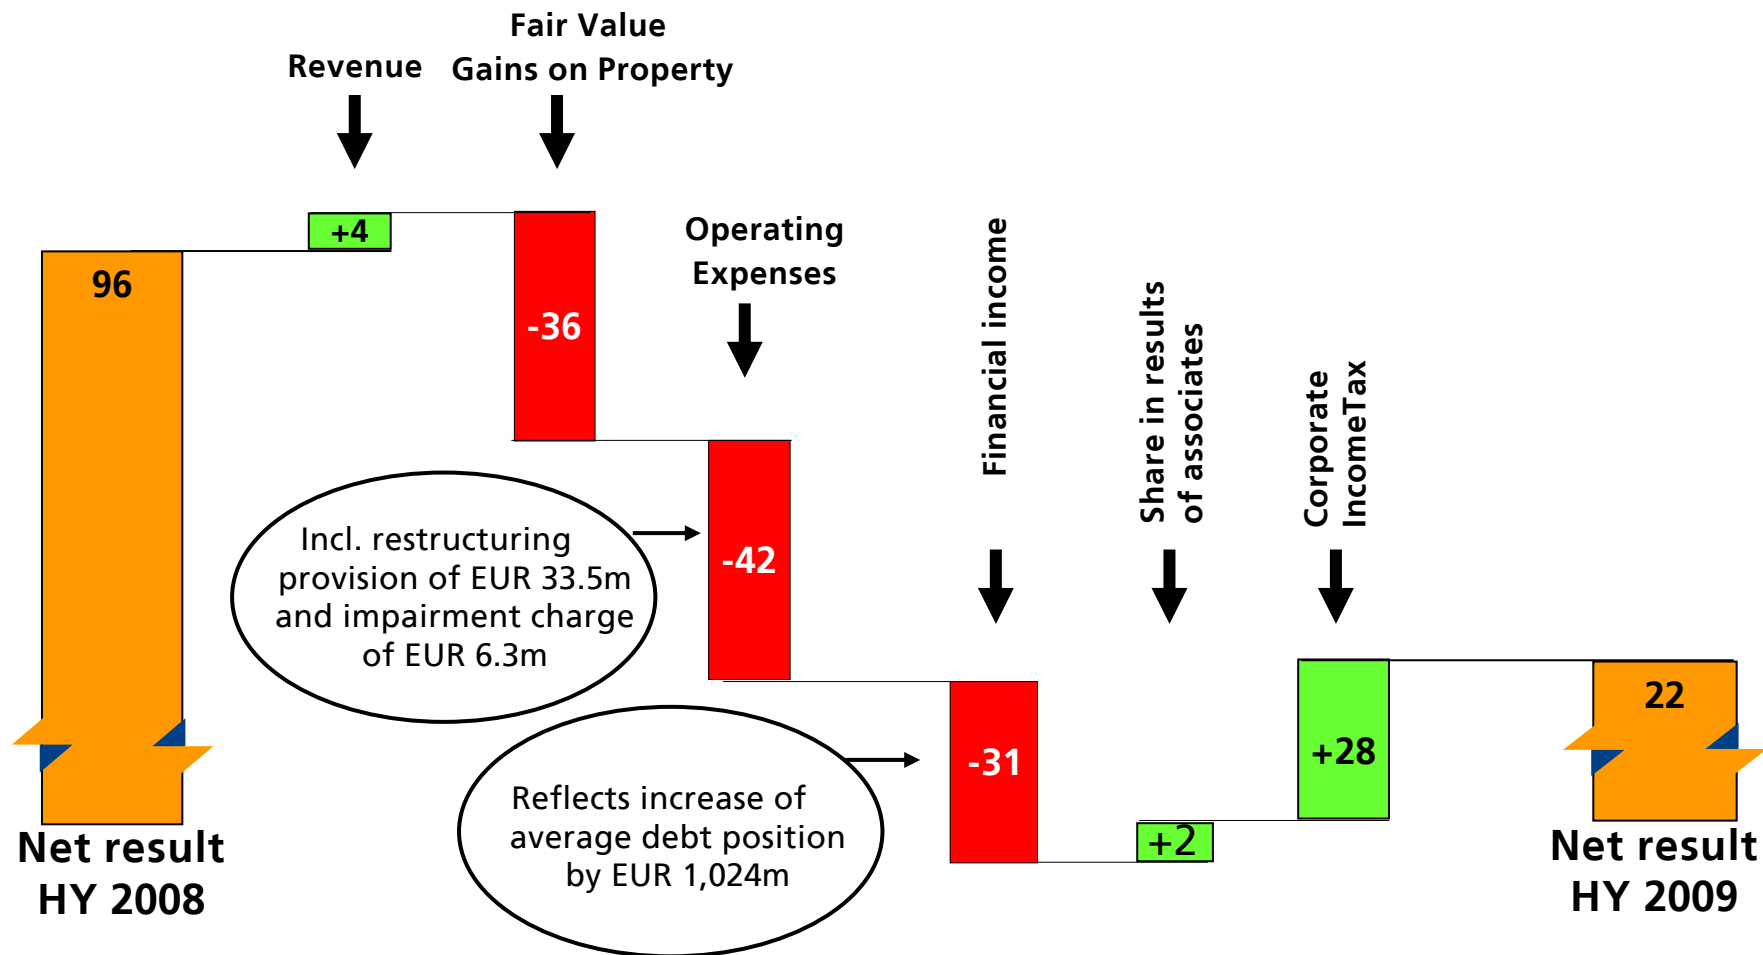 Fair Value
Gains on Property
Revenue
+4
96
-36
Operating
Expenses
Financial income
Share in results
of associates
Corporate
IncomeTax
Incl. restructuring
provision of EUR 33.5m
and impairment charge
of EUR 6.3m
-42
Reflects increase of
average debt position
by EUR 1,024m
-31
+2
+28
22
Net result
HY 2008
Net result
HY 2009